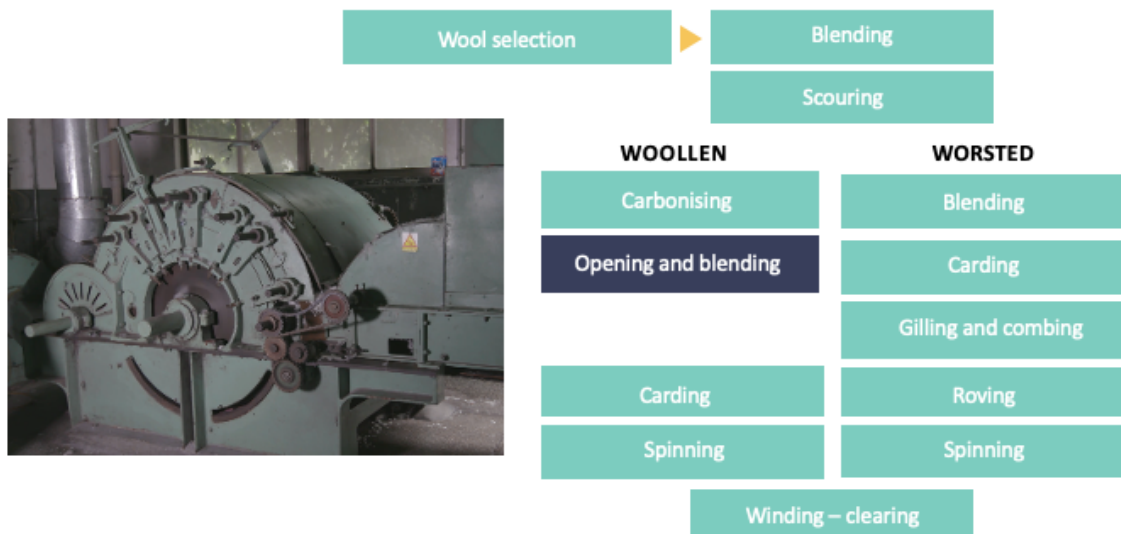 Wool selection
Blending
Scouring
WOOLLEN
WORSTED
Carbonising
Blending
Opening and blending
Carding
Gilling and combing
Carding
Roving
Spinning
Spinning
Winding – clearing